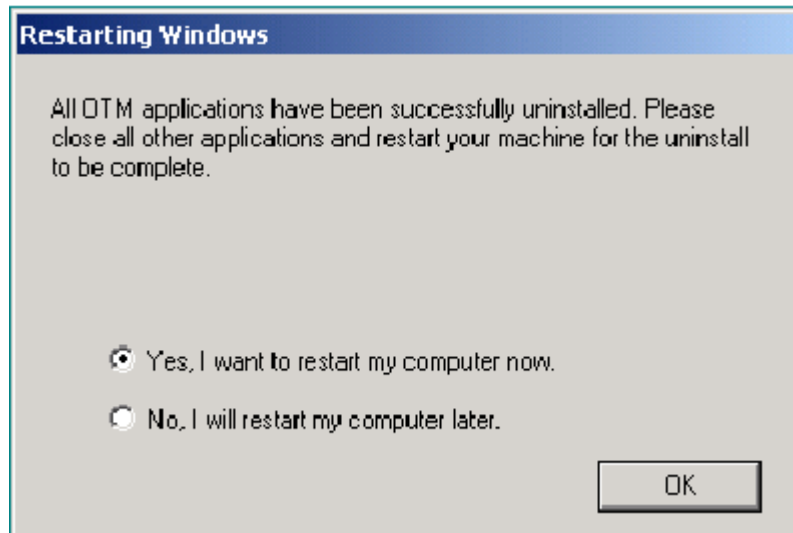 Restarting Windows
All OTM applications have been successfully uninstalled. Please
close all other applications and restart your machine for the uninstall
to be complete.
Yes, I want to restart my computer now.
No, I will restart my computer later.
OK